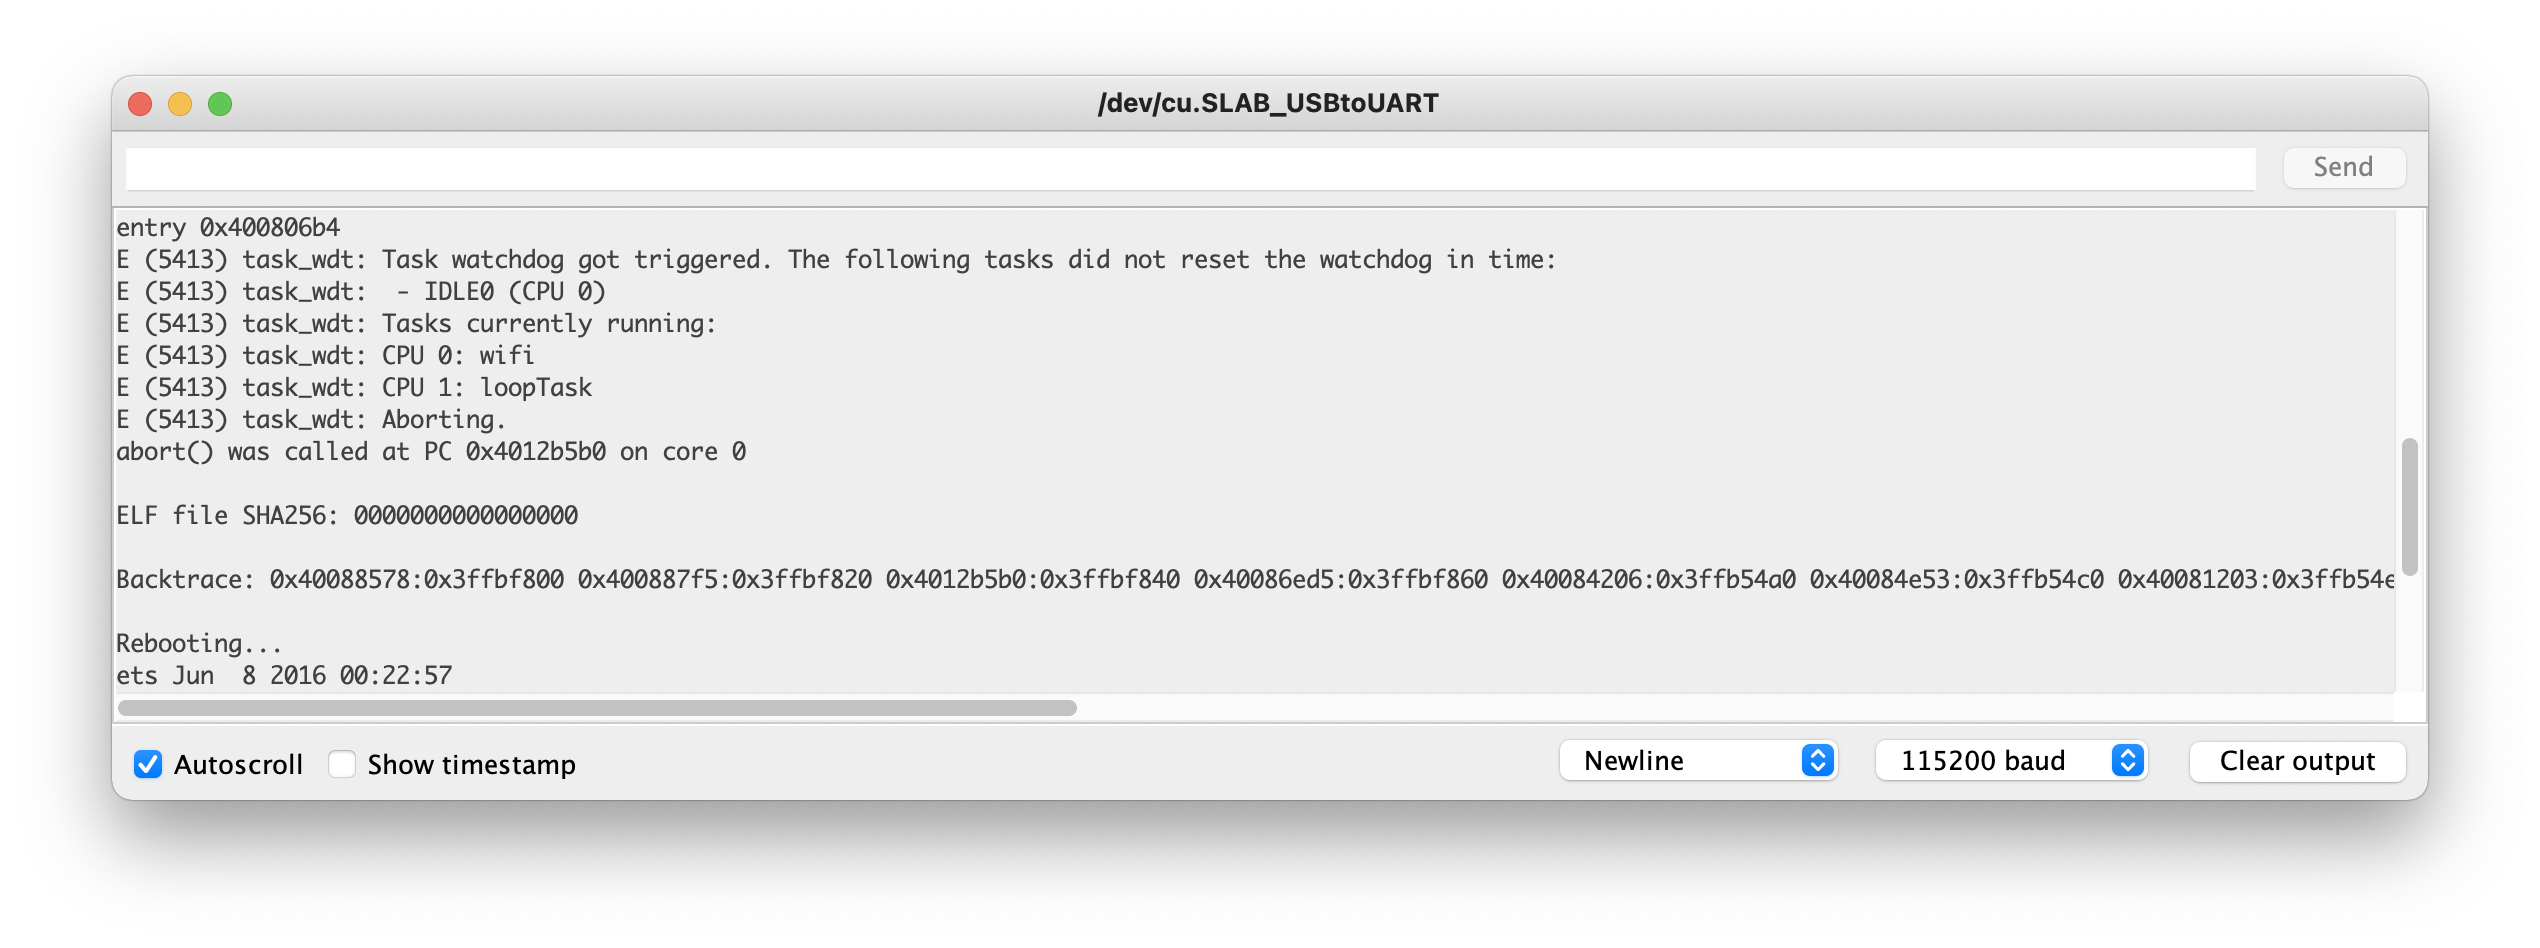 /dev/cu.SLAB_USBtoUART
Send
entry 0x400806b4
E (5413) task_wdt: Task watchdog got triggered. The following tasks did not reset the watchdog in time:
E (5413) task_wdt:  - IDLE0 (CPU 0)
E (5413) task_wdt: Tasks currently running:
E (5413) task_wdt: CPU 0: wifi
E (5413) task_wdt: CPU 1: loopTask
E (5413) task_wdt: Aborting.
abort() was called at PC 0x4012b5b0 on core 0
ELF file SHA256: 0000000000000000
Backtrace: 0x40088578:0x3ffbf800 0x400887f5:0x3ffbf820 0x4012b5b0:0x3ffbf840 0x40086ed5:0x3ffbf860 0x40084206:0x3ffb54a0 0x40084e53:0x3ffb54c0 0x40081203:0x3ffb54e
Rebooting...
ets Jun  8 2016 00:22:57
Autoscroll Show timestamp Newline 115200 baud Clear output